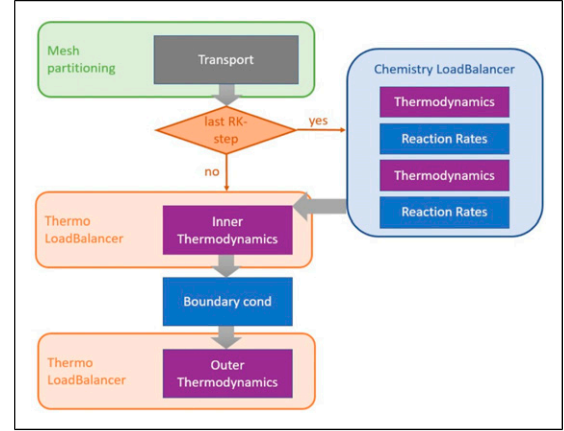 Mesh
partitioning
Transport
last RK-
step
yes
no
Chemistry LoadBalancer
Thermodynamics
Reaction Rates
Thermodynamics
Reaction Rates
Thermo
LoadBalancer
Inner
Thermodynamics
Boundary cond
Thermo
LoadBalancer
Outer
Thermodynamics